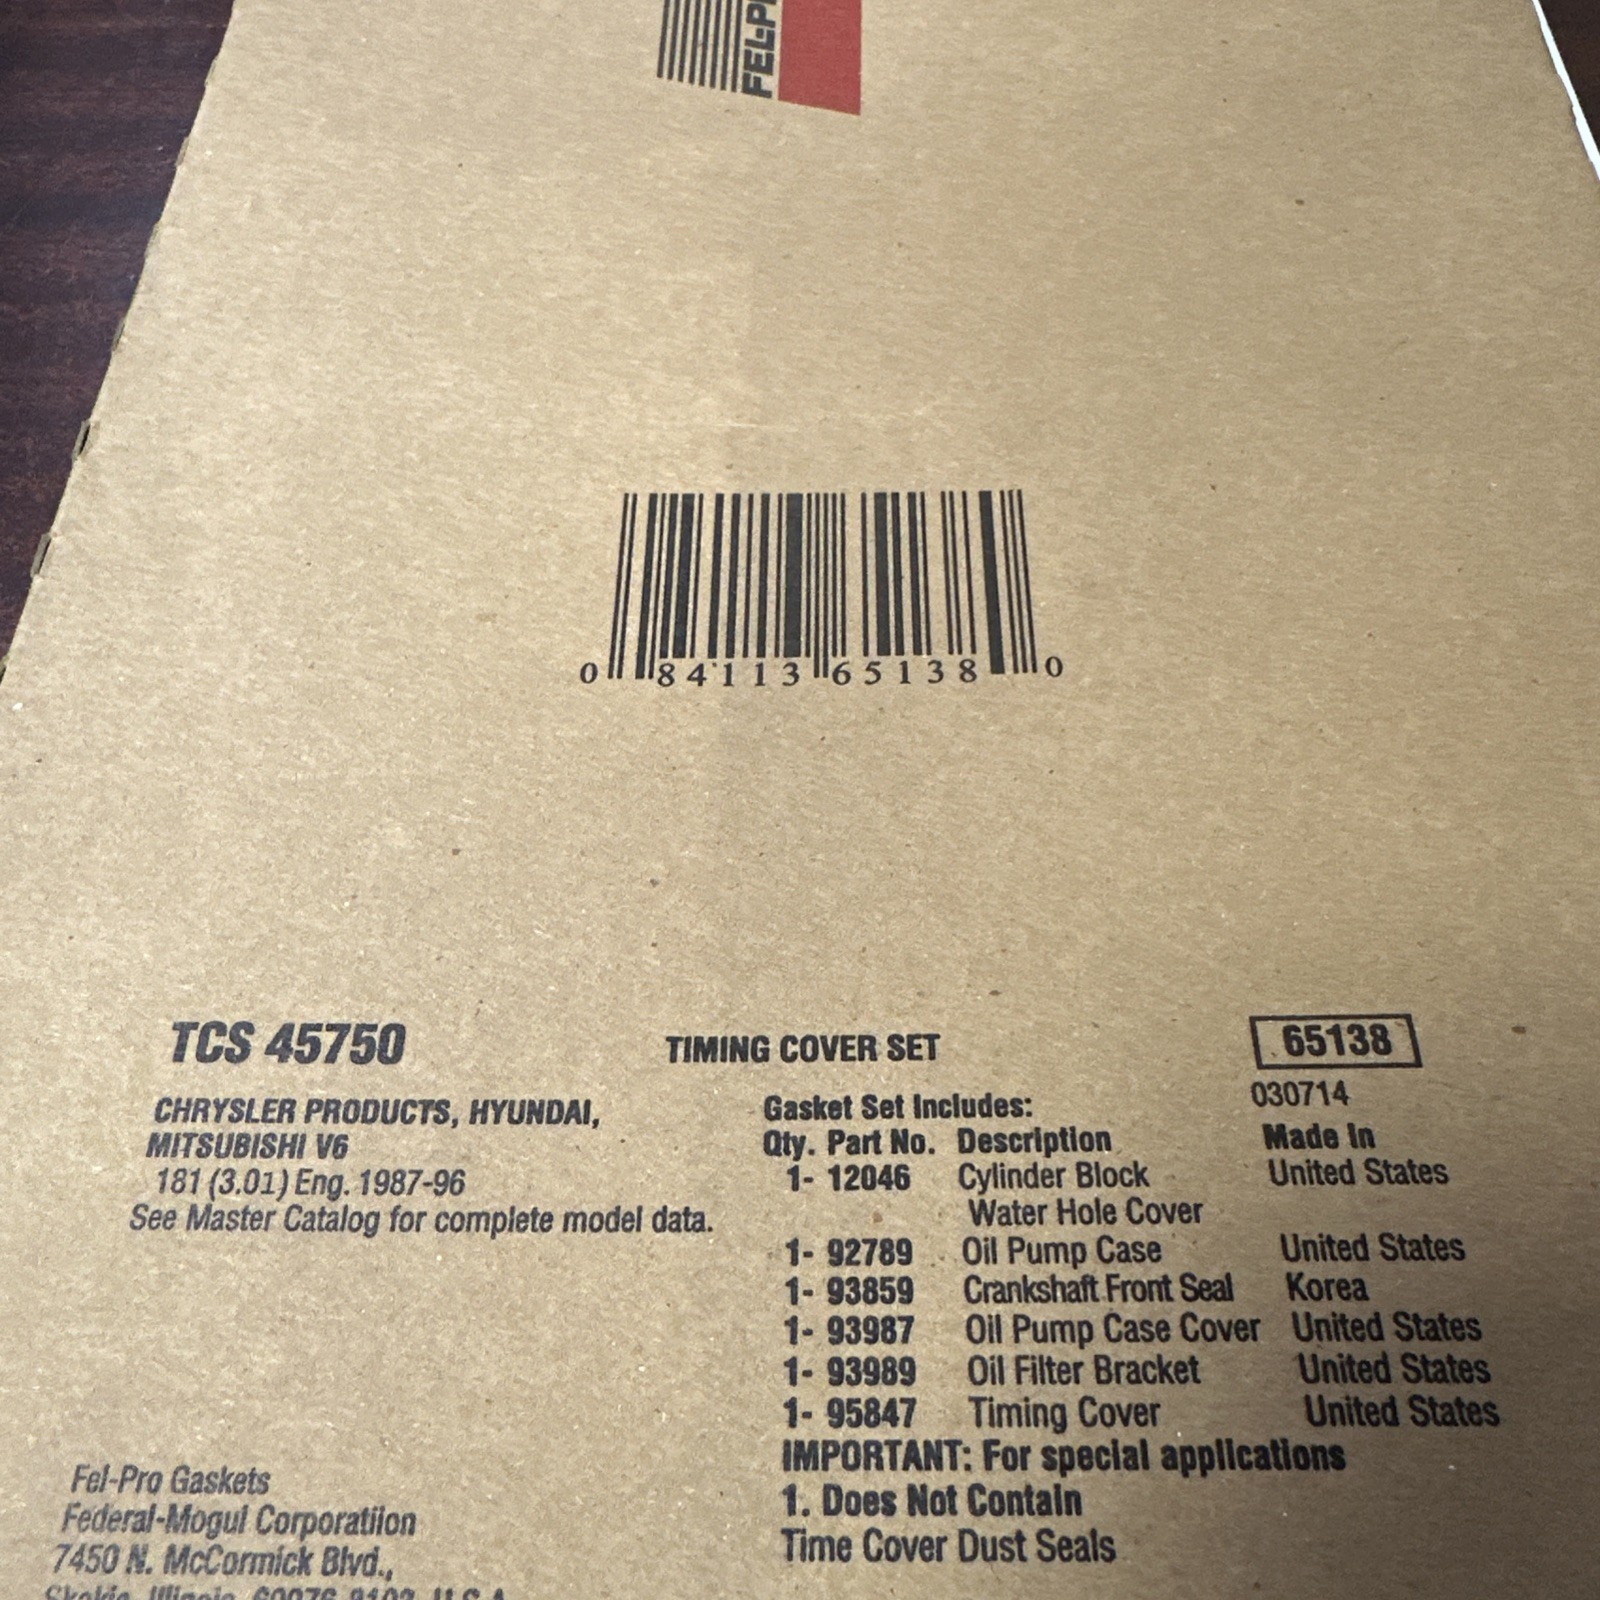 FEL-P
0 84113 65138 0
TCS 45750
TIMING COVER SET
65138
030714
CHRYSLER PRODUCTS, HYUNDAI,
MITSUBISHI V6
181 (3.01) Eng. 1987-96
See Master Catalog for complete model data.
Gasket Set Includes:
Qty. Part No. Description Made In
1- 12046 Cylinder Block United States
Water Hole Cover
1- 92789 Oil Pump Case United States
1- 93859 Crankshaft Front Seal Korea
1- 93987 Oil Pump Case Cover United States
1- 93989 Oil Filter Bracket United States
1- 95847 Timing Cover United States
IMPORTANT: For special applications
1. Does Not Contain
Time Cover Dust Seals
Fel-Pro Gaskets
Federal-Mogul Corporatiion
7450 N. McCormick Blvd.,
Skokie, Illinois, 60076-8103, U.S.A.